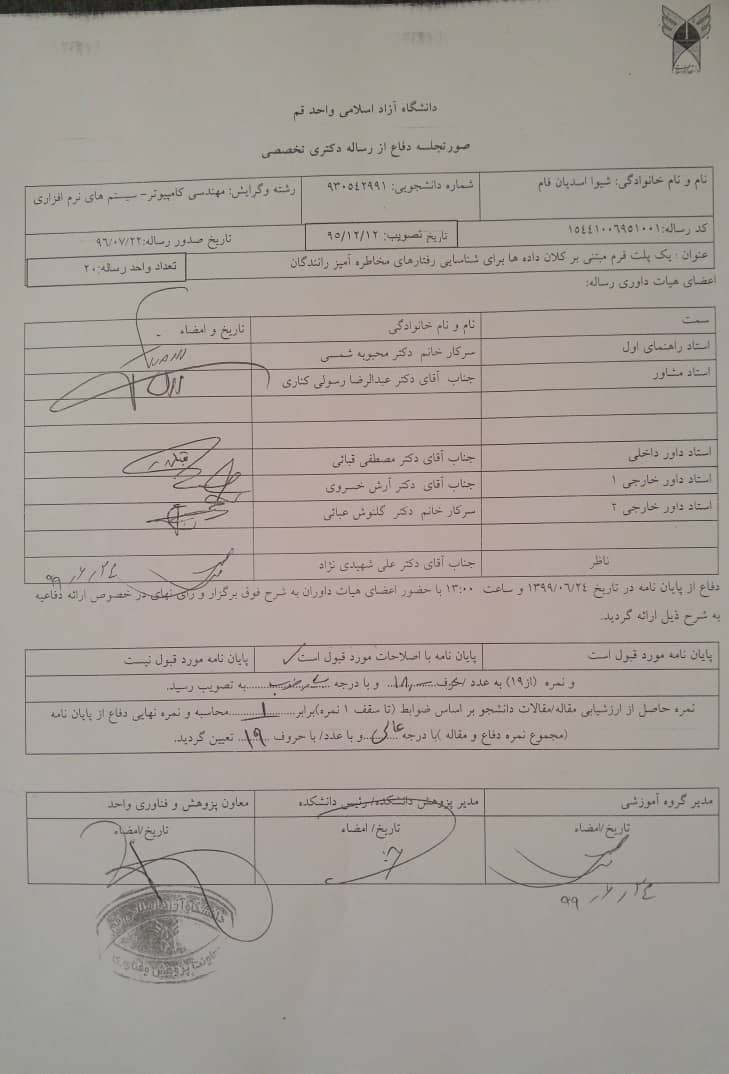 دانشگاه آزاد اسلامی واحد قم
صورتجلسه دفاع از رساله دکتری تخصصی
نام و نام خانوادگی: شیوا اسدیان فام شماره دانشجویی: ۹۳۰۵۴۲۹۹۱ رشته وگرایش: مهندسی کامپیوتر- سیستم های نرم افزاری
کد رساله:۱۵۴۴۱۰۰۶۹۵۱۰۰۱ تاریخ تصویب: ۹۵/۱۲/۱۲ تاریخ صدور رساله:۹۶/۰۷/۲۲
عنوان : یک پلت فرم مبتنی بر کلان داده ها برای شناسایی رفتارهای مخاطره آمیز رانندگان تعداد واحد رساله:۲۰
اعضای هیات داوری رساله:
سمت نام و نام خانوادگی تاریخ و امضاء
استاد راهنمای اول سرکار خانم دکتر محبوبه شمسی
استاد مشاور جناب آقای دکتر عبدالرضا رسولی کناری
استاد داور داخلی جناب آقای دکتر مصطفی قبائی
استاد داور خارجی ۱ جناب آقای دکتر آرش خسروی
استاد داور خارجی ۲ سرکار خانم دکتر گلنوش عبائی
ناظر جناب آقای دکتر علی شهیدی نژاد ۹۹/۶/۲۴
دفاع از پایان نامه در تاریخ ۱۳۹۹/۰۶/۲۴ و ساعت ۱۳:۰۰ با حضور اعضای هیات داوران به شرح فوق برگزار و رای نهای در خصوص ارائه دفاعیه
به شرح ذیل ارائه گردید.
پایان نامه مورد قبول است پایان نامه با اصلاحات مورد قبول است ✓ پایان نامه مورد قبول نیست
و نمره (از۱۹) به عدد /حروف و با درجه به تصویب رسید.
نمره حاصل از ارزشیابی مقاله/مقالات دانشجو بر اساس ضوابط (تا سقف ۱ نمره)برابر ۱ محاسبه و نمره نهایی دفاع از پایان نامه
(مجموع نمره دفاع و مقاله )با درجه عالی و با عدد/ با حروف ۱۹ تعیین گردید.
مدیر گروه آموزشی مدیر پژوهش دانشکده/ رئیس دانشکده معاون پژوهش و فناوری واحد
تاریخ/امضاء تاریخ/ امضاء تاریخ/امضاء
۹۹/۶/۲۴